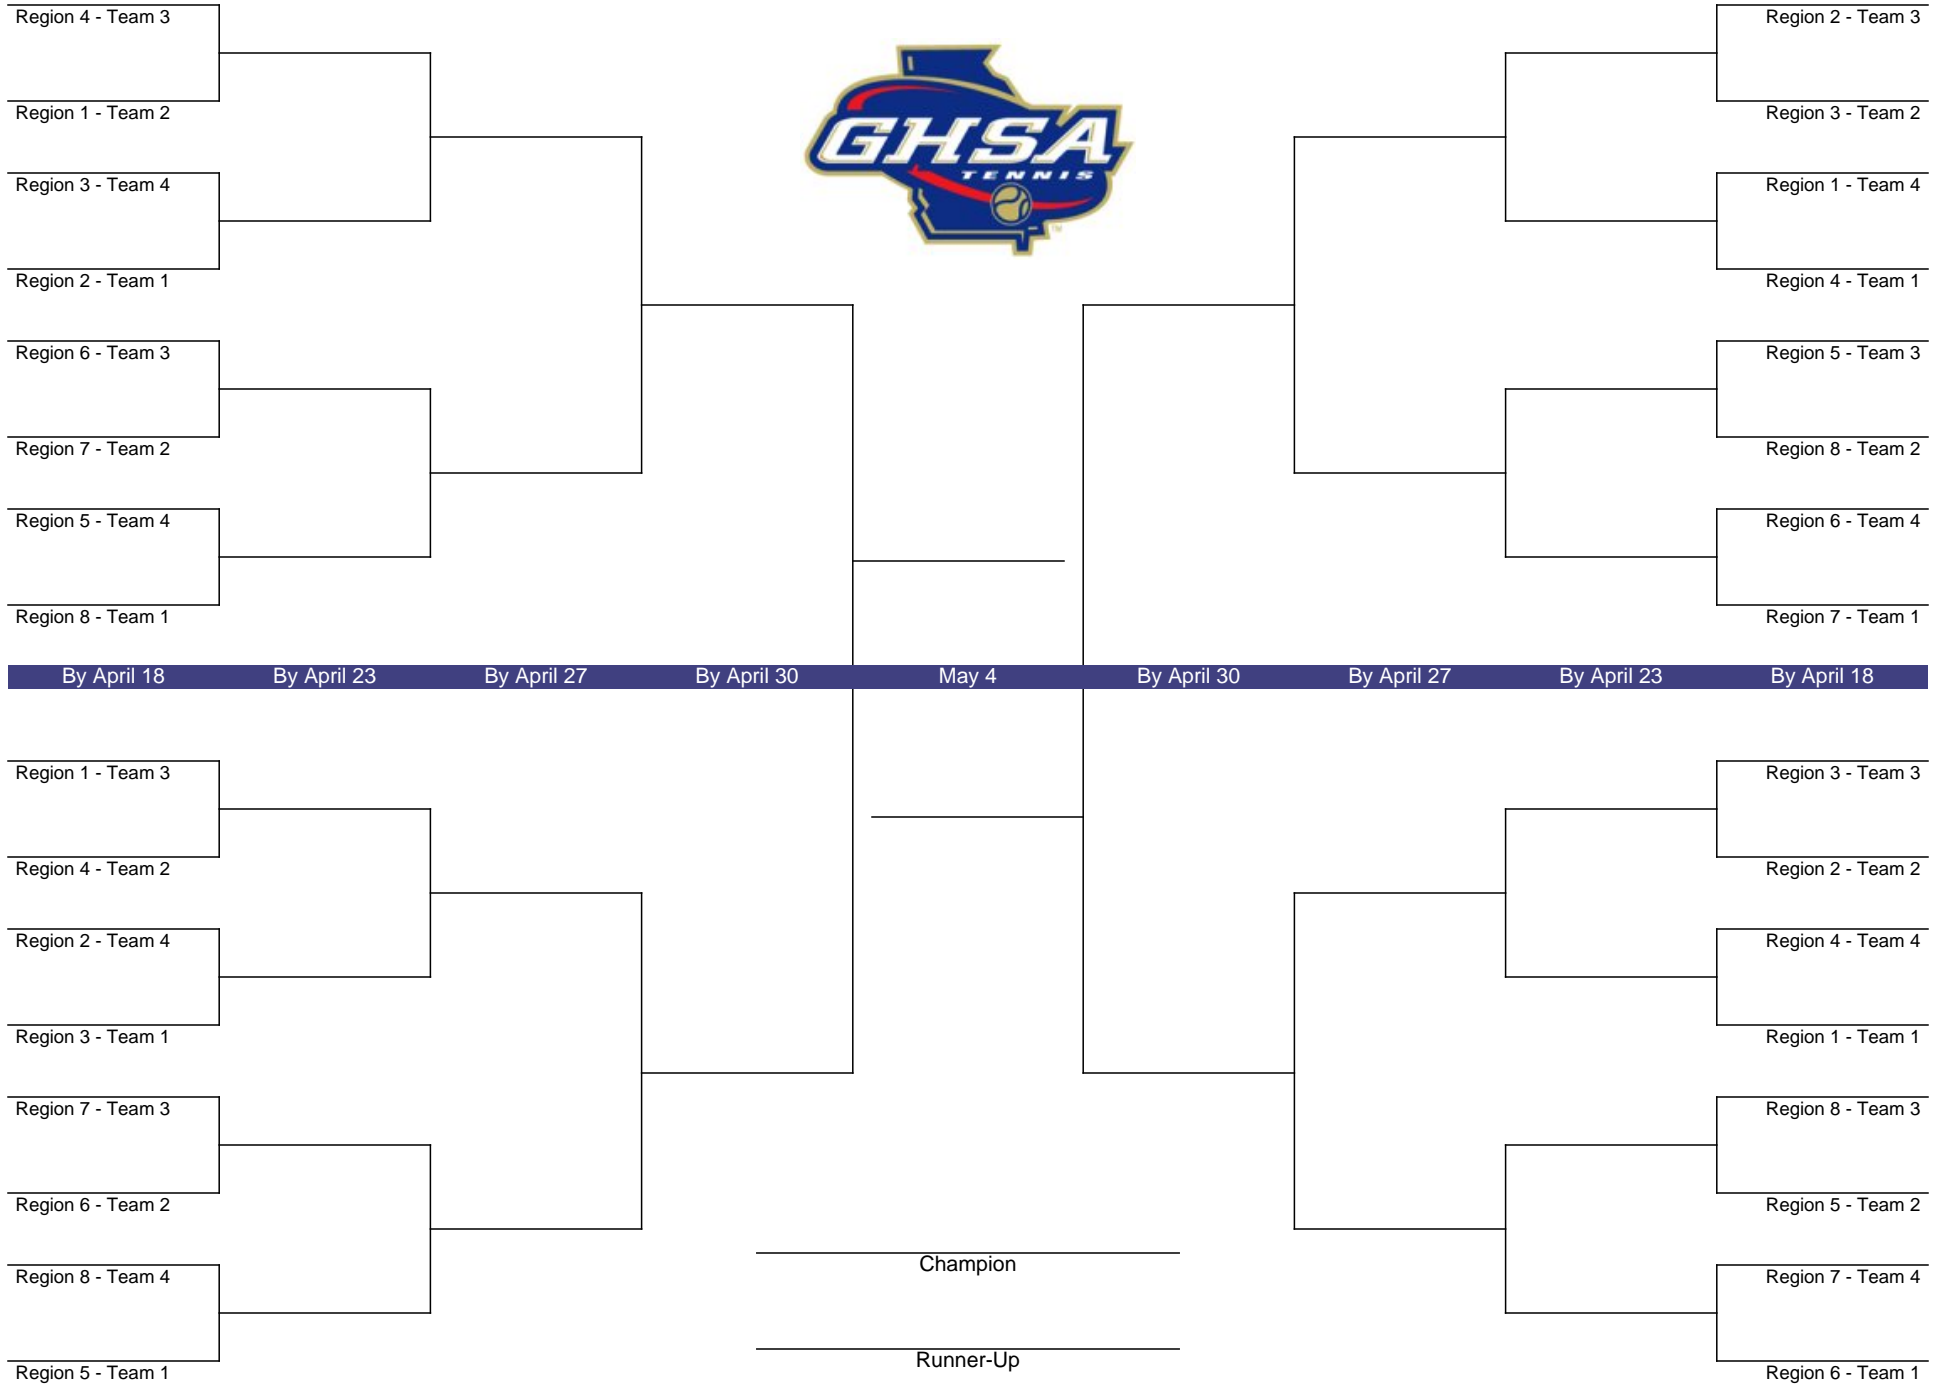 Region 4 - Team 3
Region 1 - Team 2
Region 3 - Team 4
Region 2 - Team 1
Region 6 - Team 3
Region 7 - Team 2
Region 5 - Team 4
Region 8 - Team 1
GHSA
TENNIS
TM
Region 2 - Team 3
Region 3 - Team 2
Region 1 - Team 4
Region 4 - Team 1
Region 5 - Team 3
Region 8 - Team 2
Region 6 - Team 4
Region 7 - Team 1
By April 18 By April 23 By April 27 By April 30 May 4 By April 30 By April 27 By April 23 By April 18
Region 1 - Team 3
Region 4 - Team 2
Region 2 - Team 4
Region 3 - Team 1
Region 7 - Team 3
Region 6 - Team 2
Region 8 - Team 4
Region 5 - Team 1
Champion
Runner-Up
Region 3 - Team 3
Region 2 - Team 2
Region 4 - Team 4
Region 1 - Team 1
Region 8 - Team 3
Region 5 - Team 2
Region 7 - Team 4
Region 6 - Team 1